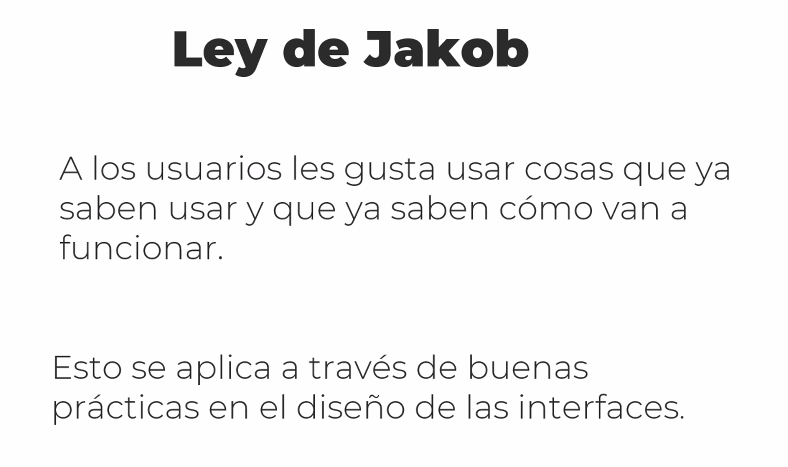 Ley de Jakob
A los usuarios les gusta usar cosas que ya
saben usar y que ya saben cómo van a
funcionar.
Esto se aplica a través de buenas
prácticas en el diseño de las interfaces.